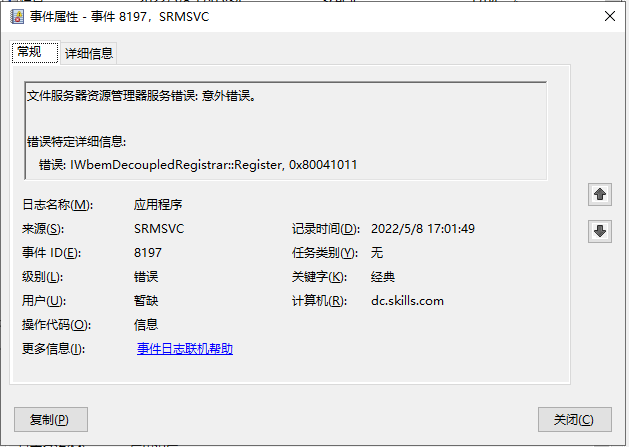 事件属性 - 事件 8197，SRMSVC
常规 详细信息
文件服务器资源管理器服务错误: 意外错误。
错误特定详细信息:
错误: IWbemDecoupledRegistrar::Register, 0x80041011
日志名称(M): 应用程序
来源(S): SRMSVC 记录时间(D): 2022/5/8 17:01:49
事件 ID(E): 8197 任务类别(Y): 无
级别(L): 错误 关键字(K): 经典
用户(U): 暂缺 计算机(R): dc.skills.com
操作代码(O): 信息
更多信息(I): 事件日志联机帮助
复制(P) 关闭(C)